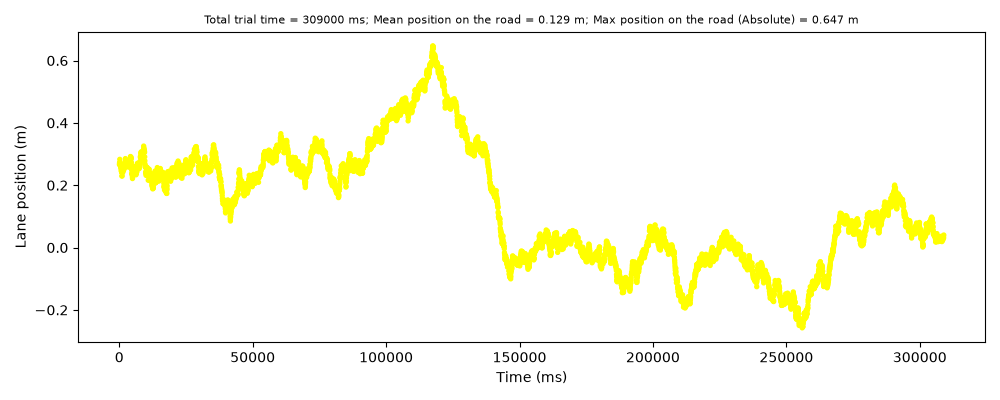 Total trial time = 309000 ms; Mean position on the road = 0.129 m; Max position on the road (Absolute) = 0.647 m
0.6
0.4
0.2
0.0
−0.2
Lane position (m)
0 50000 100000 150000 200000 250000 300000
Time (ms)